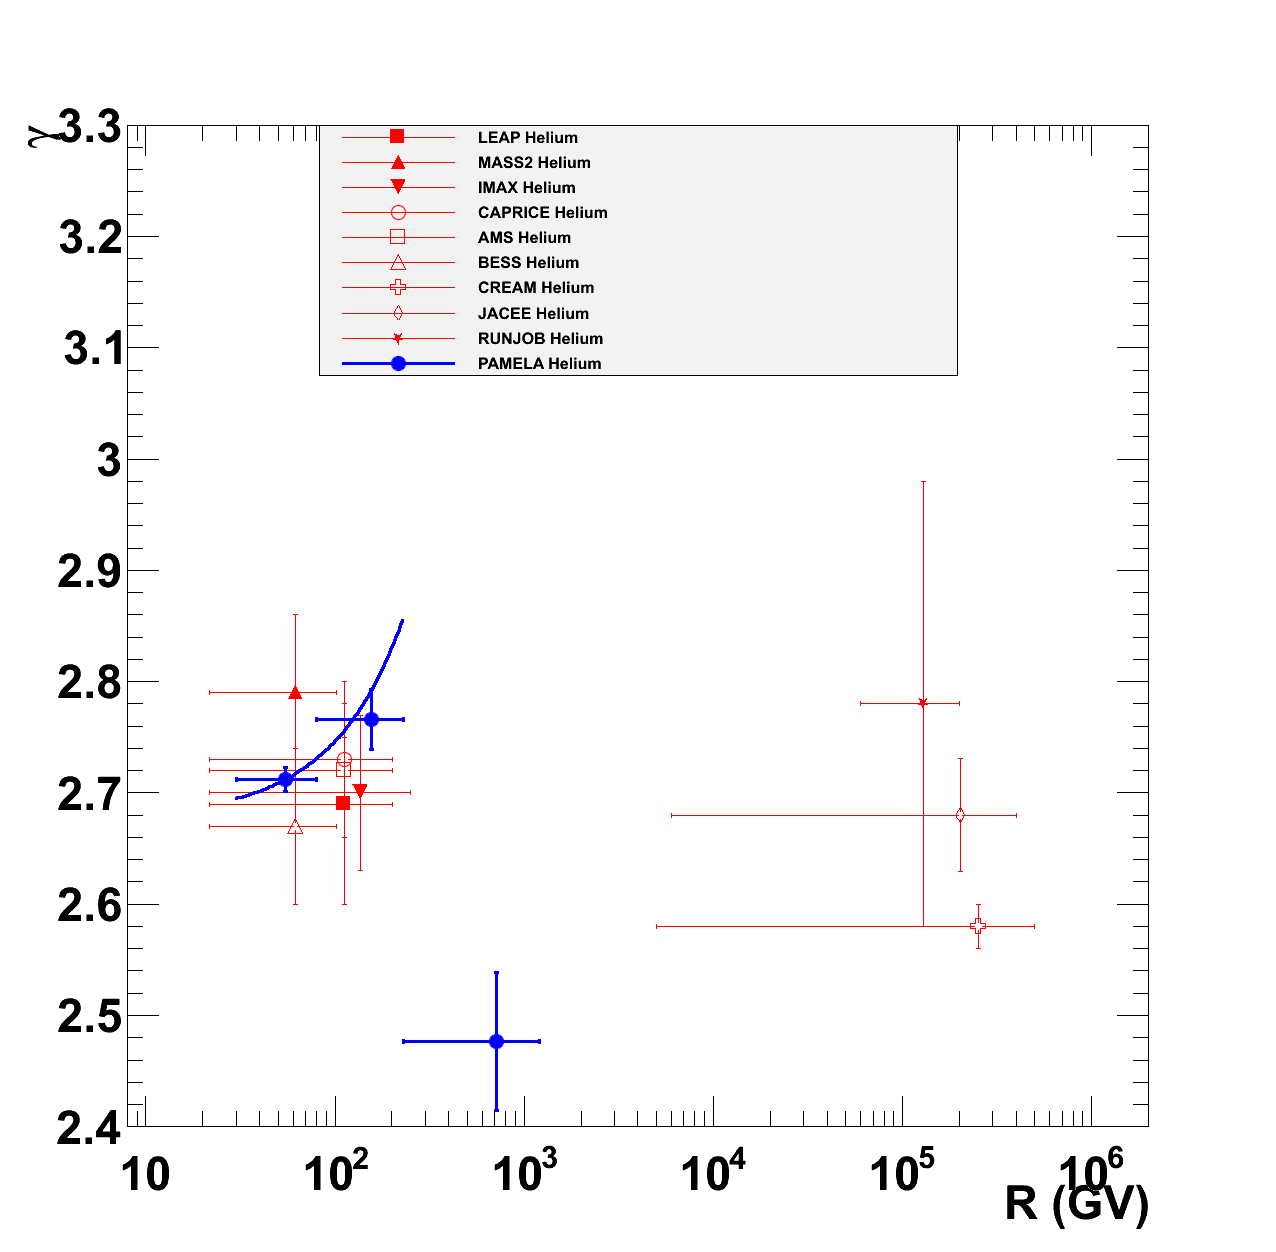 γ
3.3
LEAP Helium
MASS2 Helium
IMAX Helium
CAPRICE Helium
AMS Helium
BESS Helium
CREAM Helium
JACEE Helium
RUNJOB Helium
PAMELA Helium
3.2
3.1
3
2.9
2.8
2.7
2.6
2.5
2.4
10 10² 10³ 10⁴ 10⁵ 10⁶
R (GV)